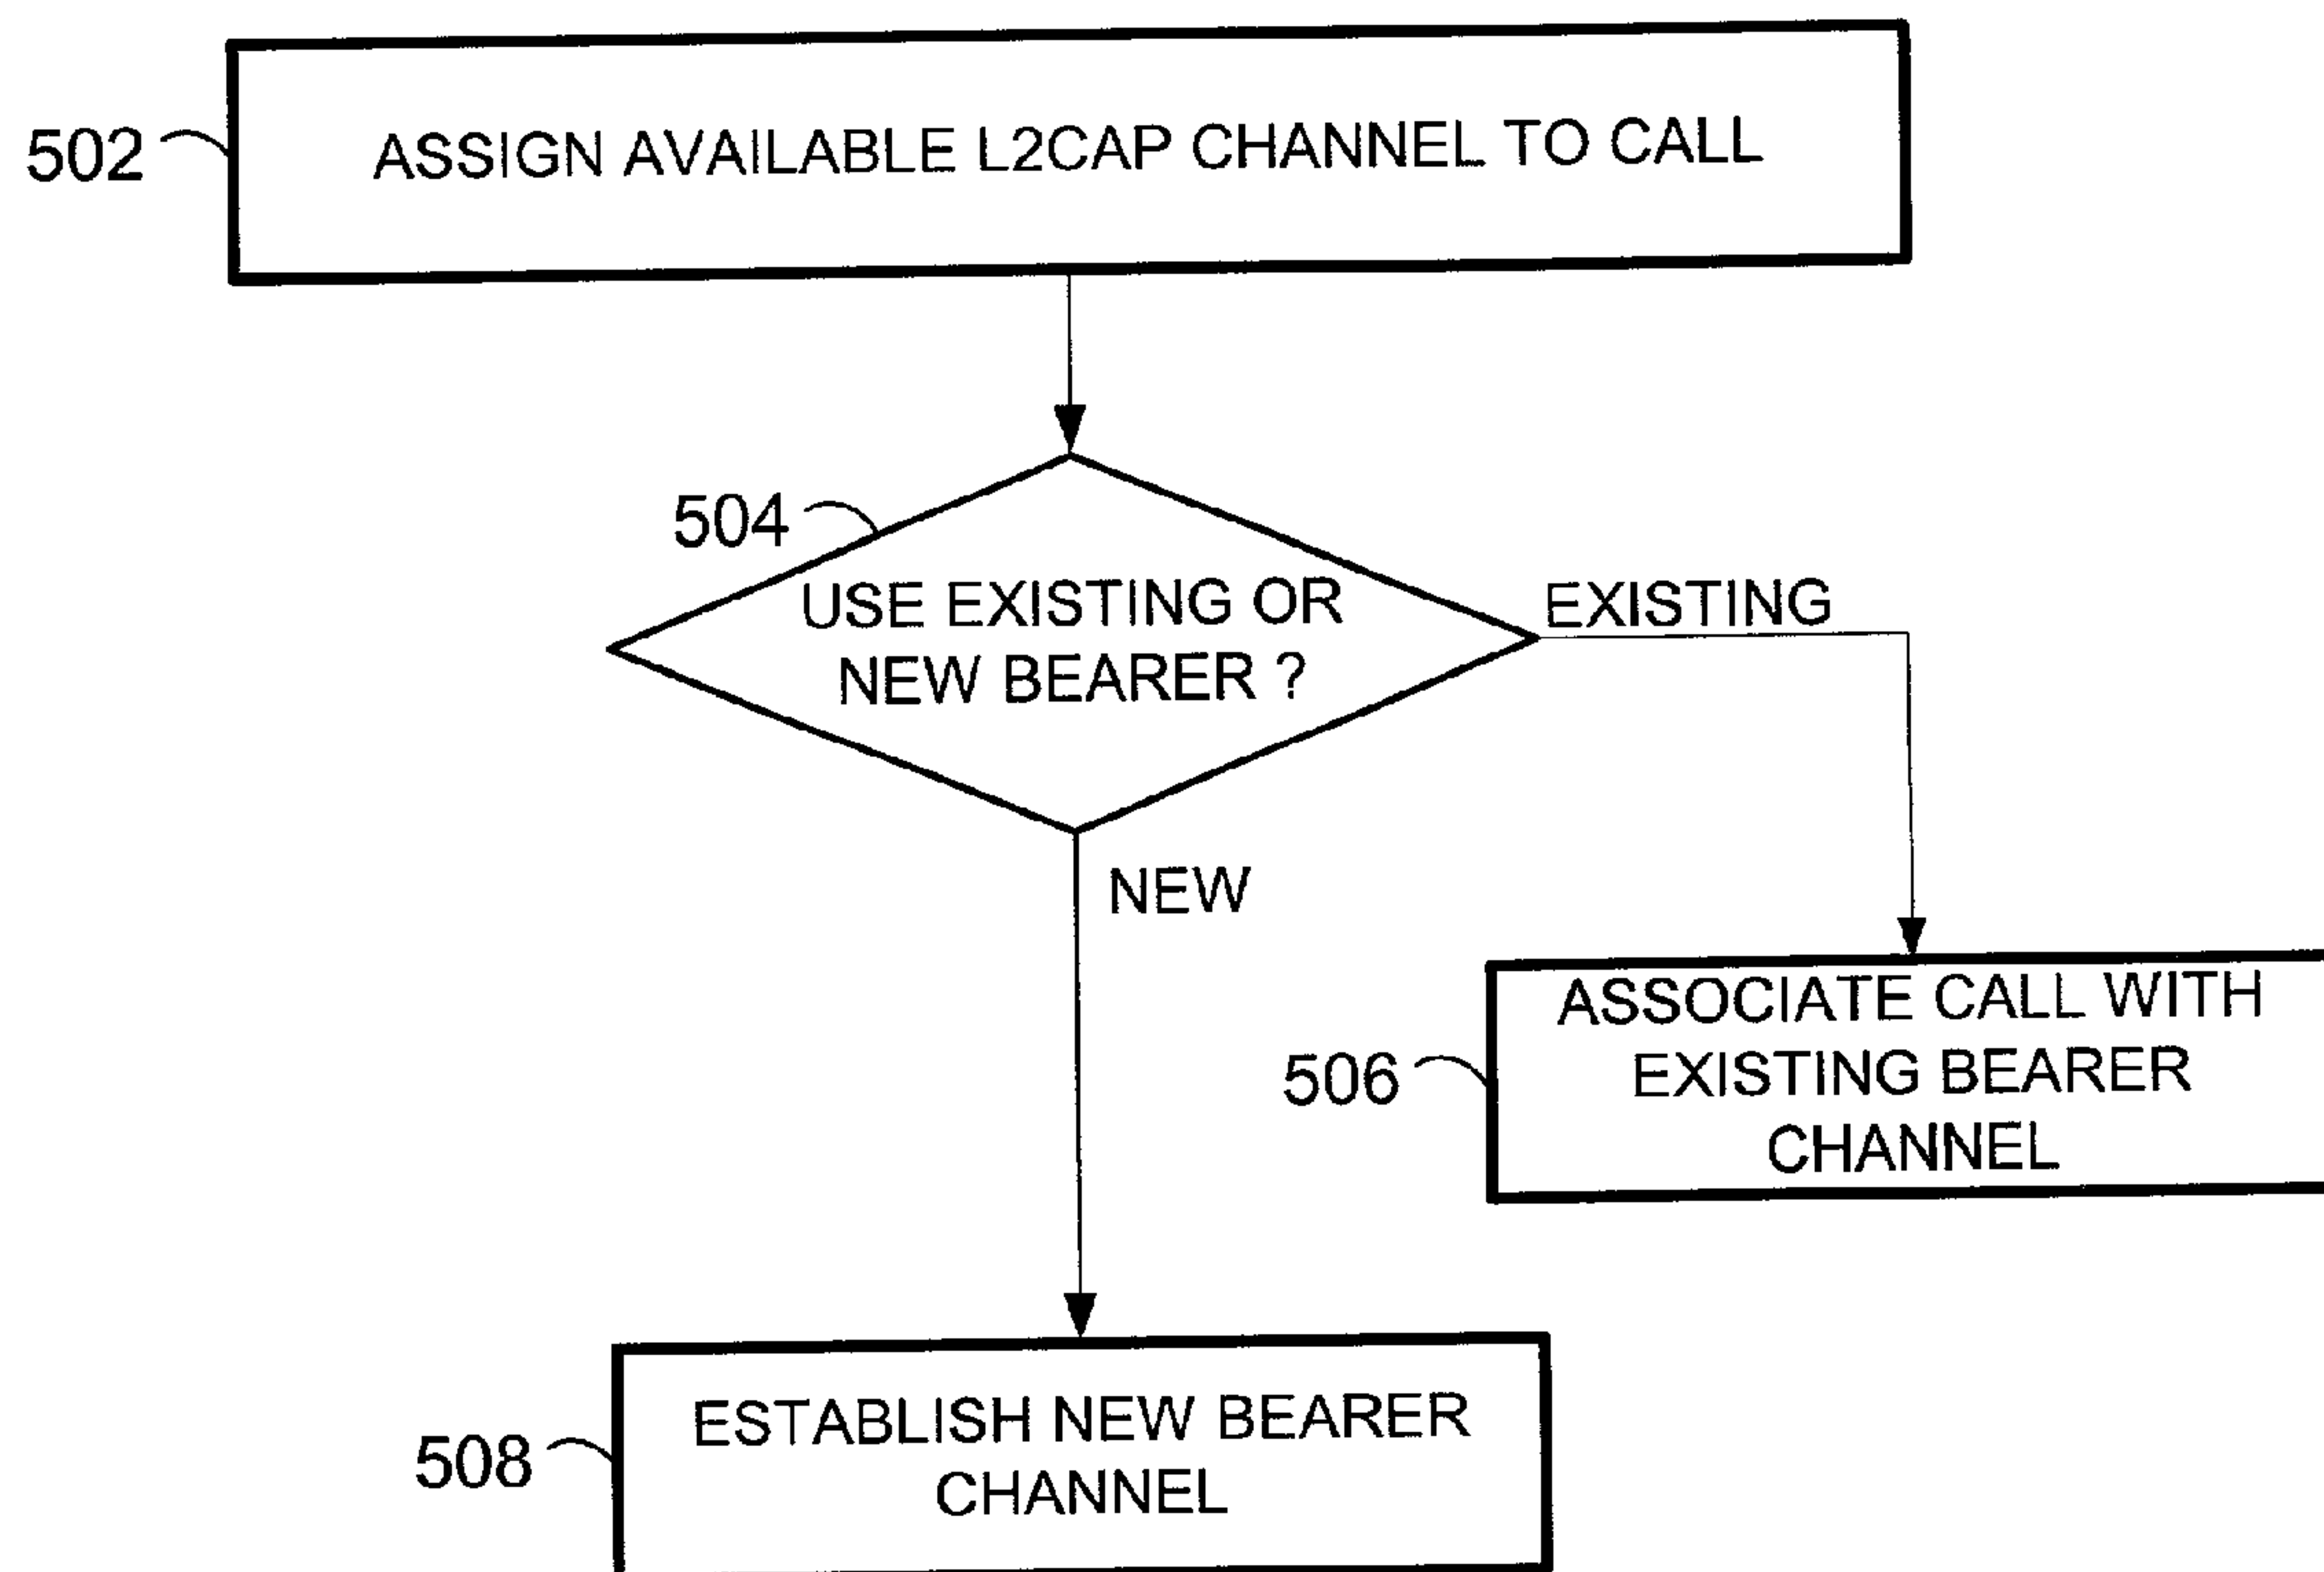 502
ASSIGN AVAILABLE L2CAP CHANNEL TO CALL
504
USE EXISTING OR
NEW BEARER ?
EXISTING
NEW
506
ASSOCIATE CALL WITH
EXISTING BEARER
CHANNEL
508
ESTABLISH NEW BEARER
CHANNEL